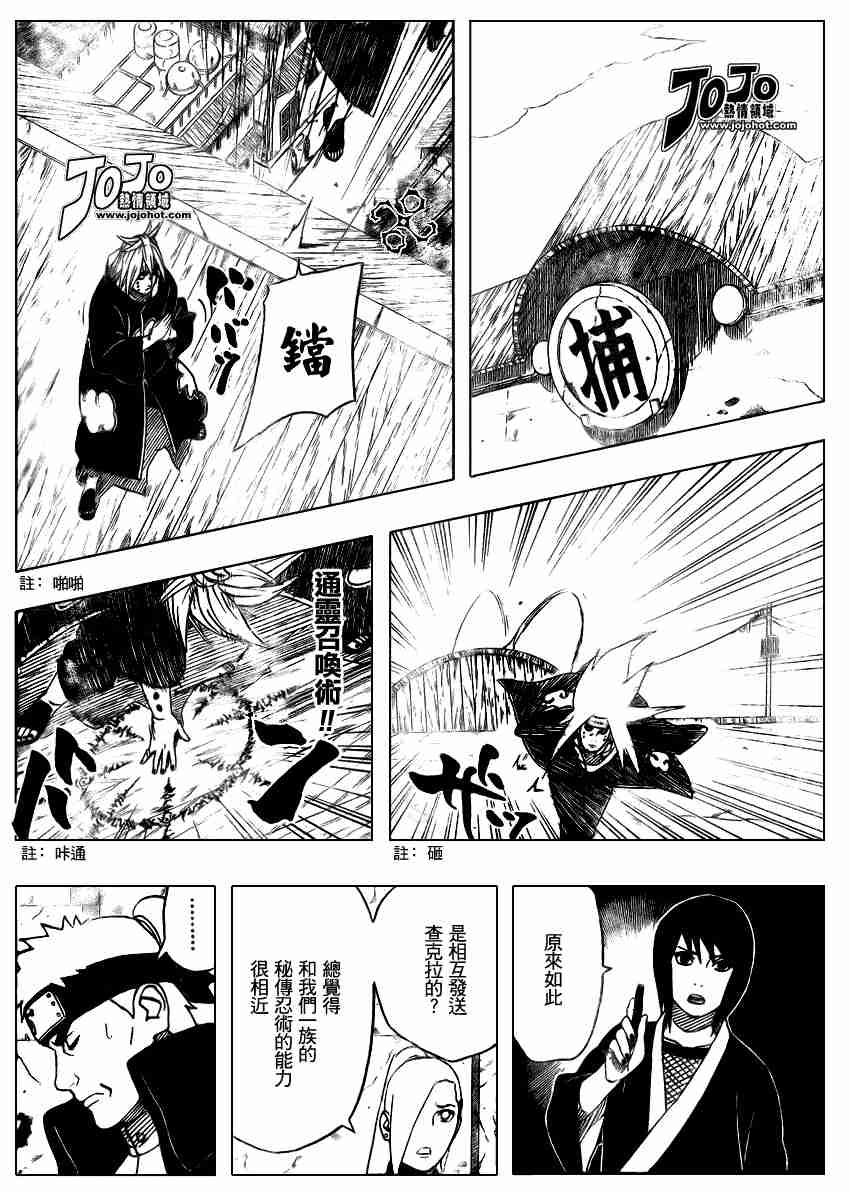 JOJO
熱情領域
www.jojohot.com
捕
鐺
ドババッ
JOJO
熱情領域
www.jojohot.com
註：啪啪
ザッ
註：砸
通靈召喚術!!
註：咔通
原來如此
是相互發送
查克拉的？
總覺得
和我們一族的
秘傳忍術的能力
很相近
………